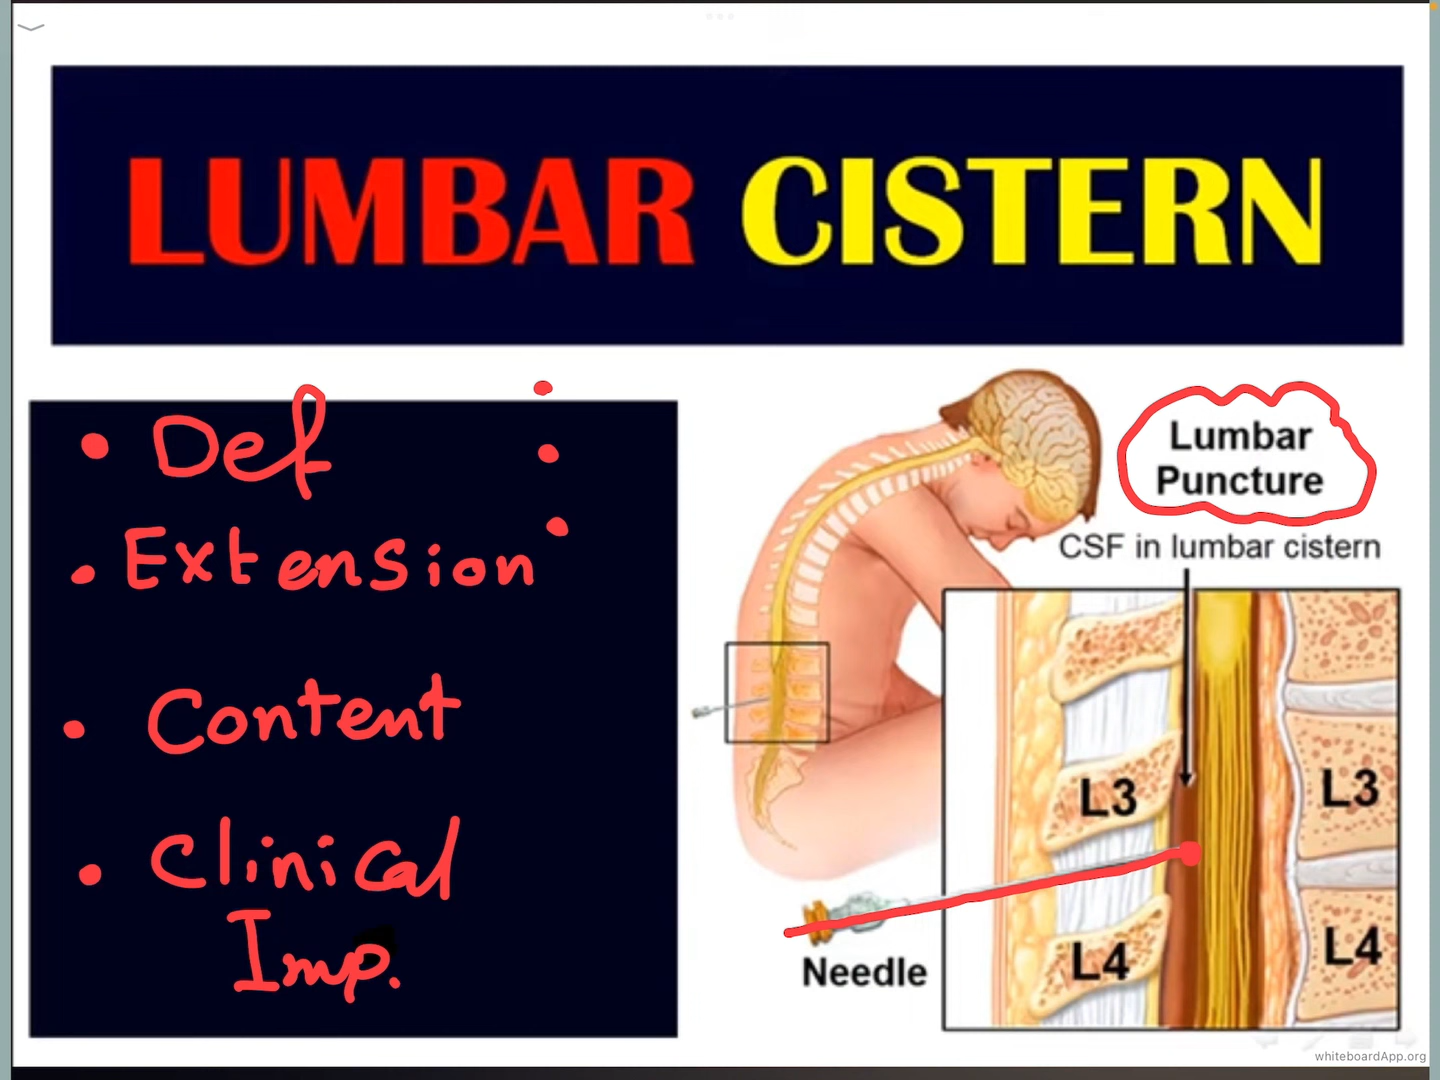 LUMBAR CISTERN
• Def
• Extension
• Content
• Clinical
Imp.
Lumbar
Puncture
CSF in lumbar cistern
L3
L3
L4
L4
Needle
whiteboardApp.org